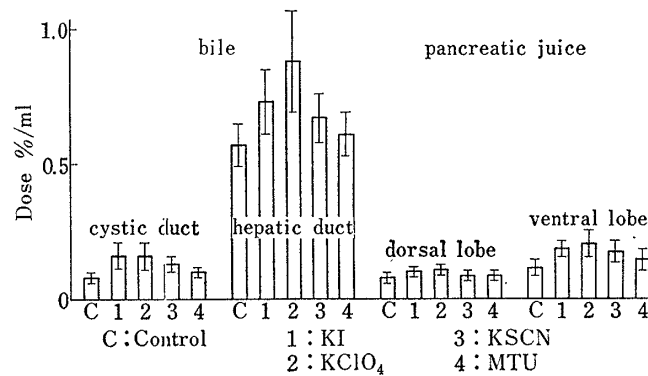 1.0
bile
pancreatic juice
Dose %/ml
0.5
ventral lobe
cystic duct
hepatic duct
dorsal lobe
0
C 1 2 3 4 C 1 2 3 4 C 1 2 3 4 C 1 2 3 4
C:Control 1:KI 3:KSCN
2:KClO₄ 4:MTU